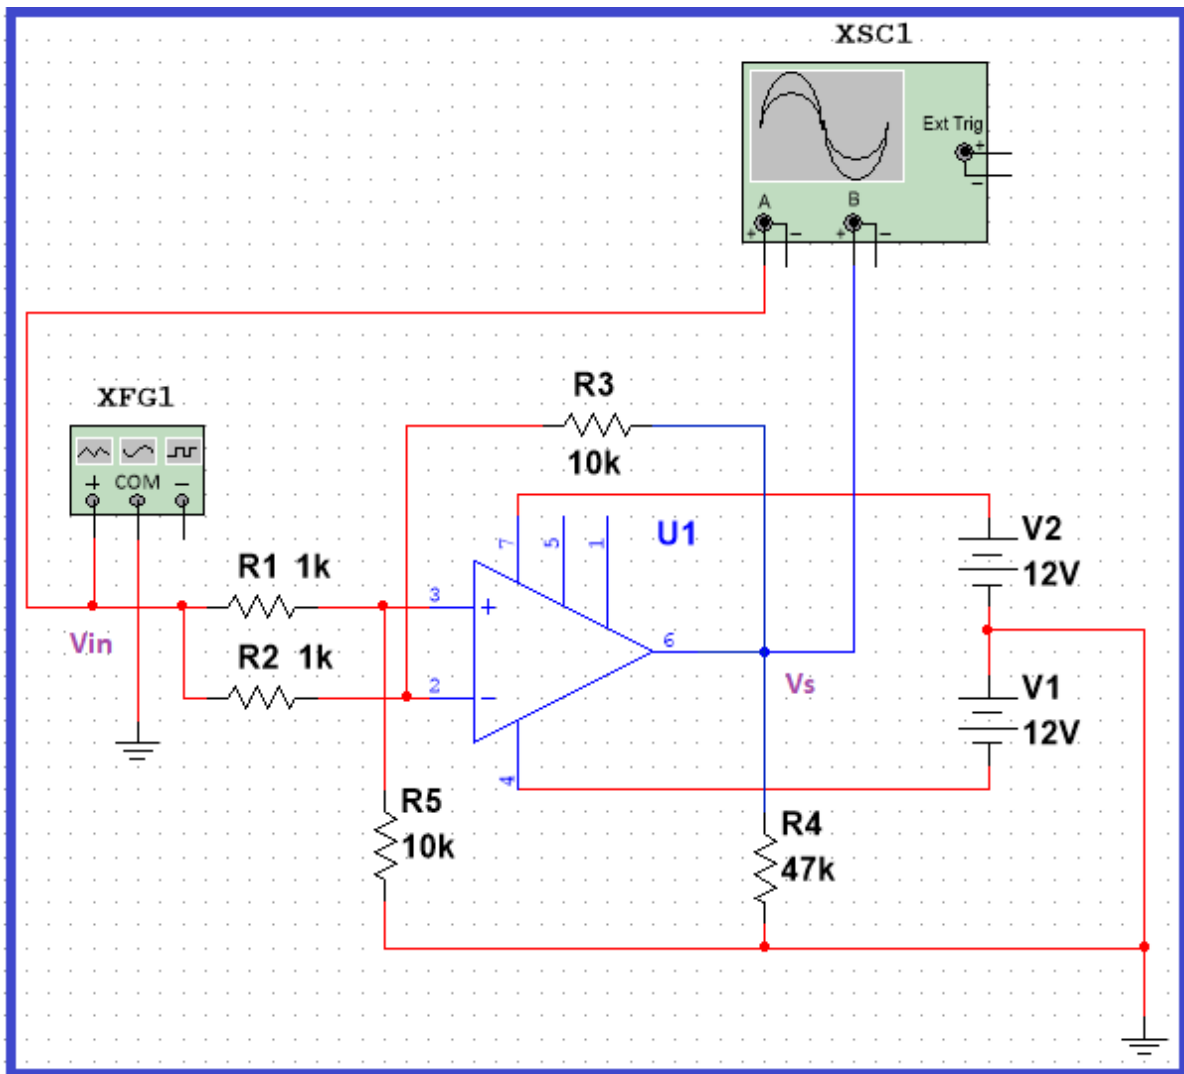 XSC1
Ext Trig
+
−
A
B
+ − + −
XFG1
+ COM −
R3
10k
R1 1k
Vin
R2 1k
U1
7
5
1
3
+
2
−
6
4
Vs
V2
12V
V1
12V
R5
10k
R4
47k